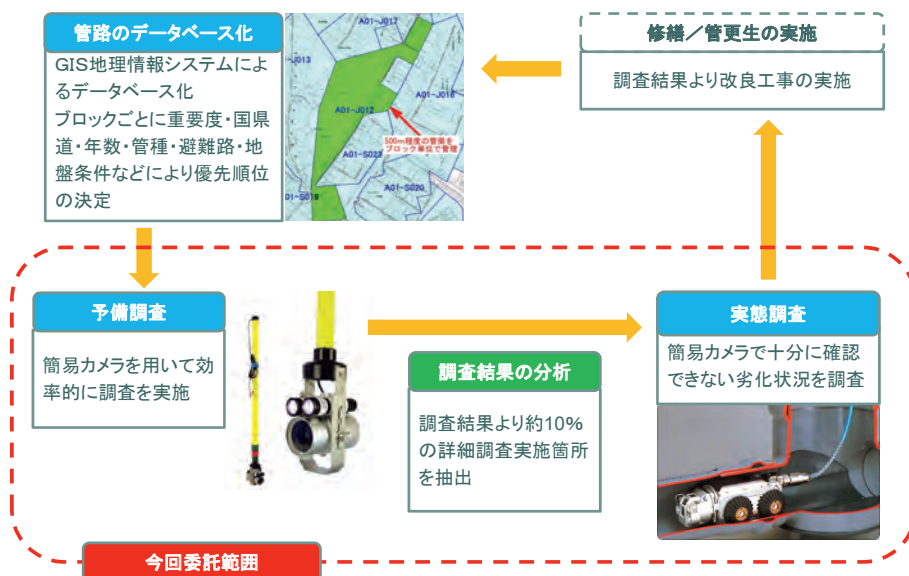 管路のデータベース化
GIS地理情報システムによ
るデータベース化
ブロックごとに重要度・国県
道・年数・管種・避難路・地
盤条件などにより優先順位
の決定
A01-J017
-J013
A01-J012
A01-J016
500m程度の管渠を
ブロック単位で管理
A01-S023
A01-S020
01-S019
修繕／管更生の実施
調査結果より改良工事の実施
予備調査
簡易カメラを用いて効
率的に調査を実施
調査結果の分析
調査結果より約10%
の詳細調査実施箇所
を抽出
実態調査
簡易カメラで十分に確認
できない劣化状況を調査
今回委託範囲